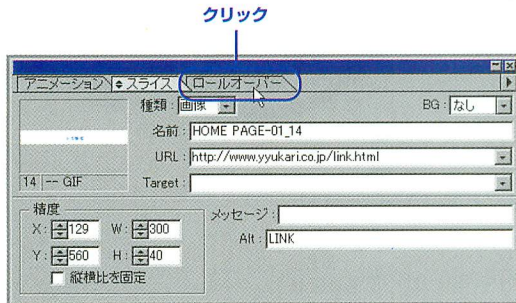 クリック
アニメーション スライス ロールオーバー
種類: 画像 BG: なし
名前: HOME PAGE-01_14
URL: http://www.yyukari.co.jp/link.html
14 -- GIF Target:
精度 メッセージ:
X: 129 W: 300 Alt: LINK
Y: 560 H: 40
縦横比を固定